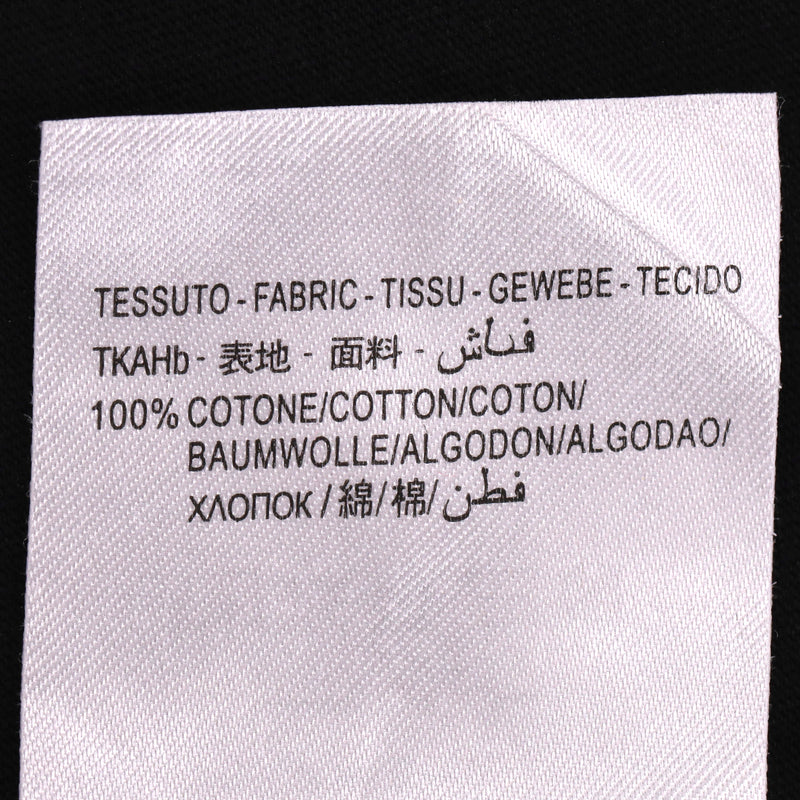 TESSUTO - FABRIC - TISSU - GEWEBE - TECIDO
TKAHb - 表地 - 面料 - قماش
100% COTONE/COTTON/COTON/
BAUMWOLLE/ALGODON/ALGODAO/
ХЛОПОК / 綿/ 棉/ قطن